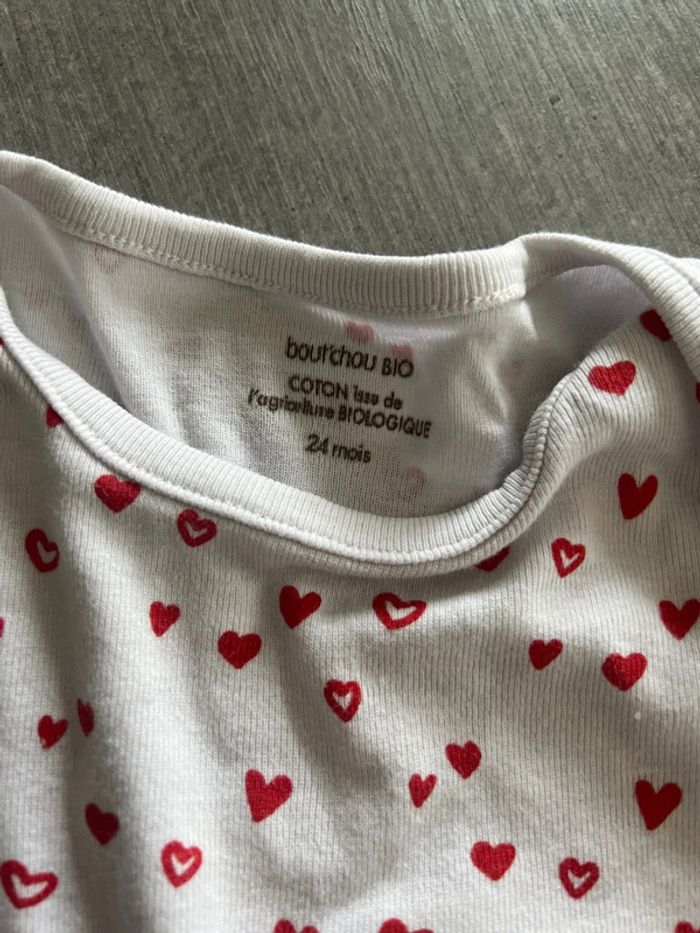 bout'chou BIO
COTON issu de
l'agriculture BIOLOGIQUE
24 mois